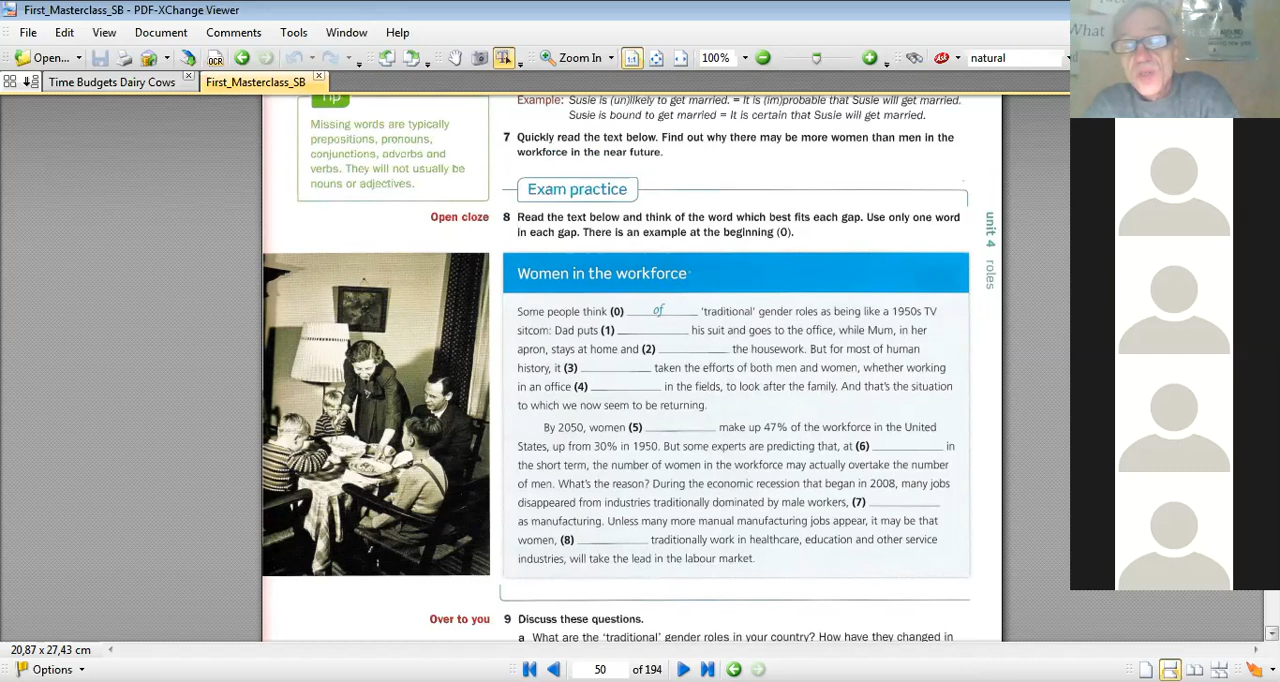 First_Masterclass_SB - PDF-XChange Viewer
File Edit View Document Comments Tools Window Help
Open... OCR Zoom In 100% Ask natural
Time Budgets Dairy Cows First_Masterclass_SB
What
Tip
Missing words are typically
prepositions, pronouns,
conjunctions, adverbs and
verbs. They will not usually be
nouns or adjectives.
Example: Susie is (un)likely to get married. = It is (im)probable that Susie will get married.
Susie is bound to get married = It is certain that Susie will get married.
7 Quickly read the text below. Find out why there may be more women than men in the
workforce in the near future.
Exam practice
Open cloze 8 Read the text below and think of the word which best fits each gap. Use only one word
in each gap. There is an example at the beginning (0).
Women in the workforce
Some people think (0) of 'traditional' gender roles as being like a 1950s TV
sitcom: Dad puts (1) his suit and goes to the office, while Mum, in her
apron, stays at home and (2) the housework. But for most of human
history, it (3) taken the efforts of both men and women, whether working
in an office (4) in the fields, to look after the family. And that's the situation
to which we now seem to be returning.
By 2050, women (5) make up 47% of the workforce in the United
States, up from 30% in 1950. But some experts are predicting that, at (6) in
the short term, the number of women in the workforce may actually overtake the number
of men. What's the reason? During the economic recession that began in 2008, many jobs
disappeared from industries traditionally dominated by male workers, (7)
as manufacturing. Unless many more manual manufacturing jobs appear, it may be that
women, (8) traditionally work in healthcare, education and other service
industries, will take the lead in the labour market.
unit 4 roles
Over to you 9 Discuss these questions.
a What are the 'traditional' gender roles in your country? How have they changed in
20,87 x 27,43 cm
Options 50 of 194